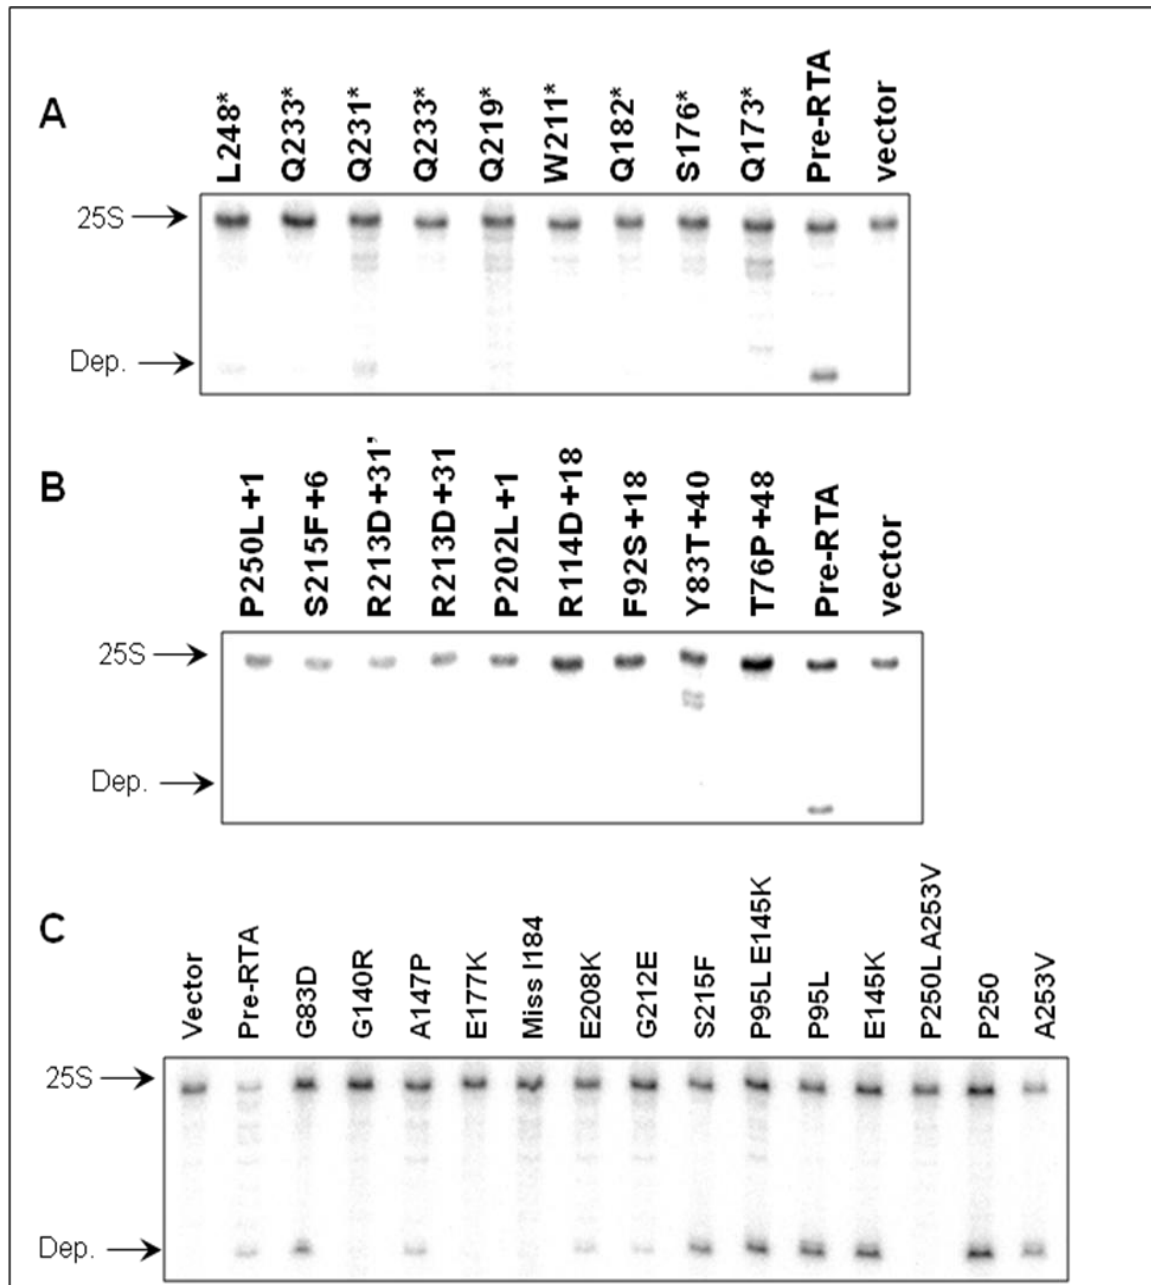 A
L248*
Q233*
Q231*
Q233*
Q219*
W211*
Q182*
S176*
Q173*
Pre-RTA
vector
25S
Dep.
B
P250L+1
S215F+6
R213D+31’
R213D+31
P202L+1
R114D+18
F92S+18
Y83T+40
T76P+48
Pre-RTA
vector
25S
Dep.
C
Vector
Pre-RTA
G83D
G140R
A147P
E177K
Miss I184
E208K
G212E
S215F
P95L E145K
P95L
E145K
P250L A253V
P250
A253V
25S
Dep.